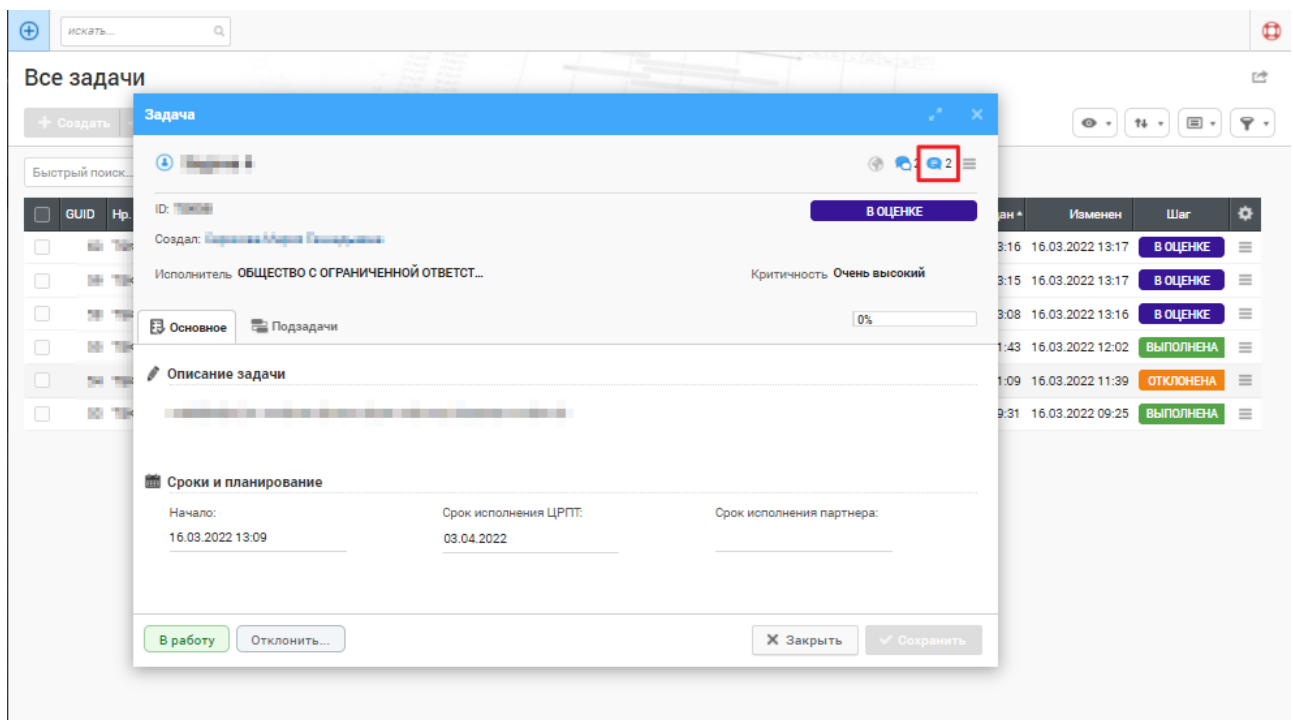 искать...
Все задачи
+ Создать
Быстрый поиск...
GUID Нр. дан Изменен Шаг
3:16 16.03.2022 13:17 В ОЦЕНКЕ
3:15 16.03.2022 13:17 В ОЦЕНКЕ
3:08 16.03.2022 13:16 В ОЦЕНКЕ
1:43 16.03.2022 12:02 ВЫПОЛНЕНА
1:09 16.03.2022 11:39 ОТКЛОНЕНА
9:31 16.03.2022 09:25 ВЫПОЛНЕНА
Задача
2 2
ID:
В ОЦЕНКЕ
Создал:
Исполнитель ОБЩЕСТВО С ОГРАНИЧЕННОЙ ОТВЕТСТ... Критичность Очень высокий
Основное Подзадачи 0%
Описание задачи
Сроки и планирование
Начало: Срок исполнения ЦРПТ: Срок исполнения партнера:
16.03.2022 13:09 03.04.2022
В работу Отклонить... Закрыть Сохранить